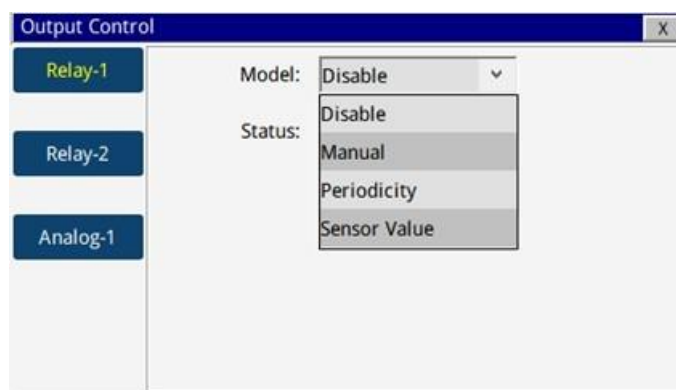 Output Control
X
Relay-1
Model: Disable
Disable
Status:
Manual
Relay-2
Periodicity
Sensor Value
Analog-1